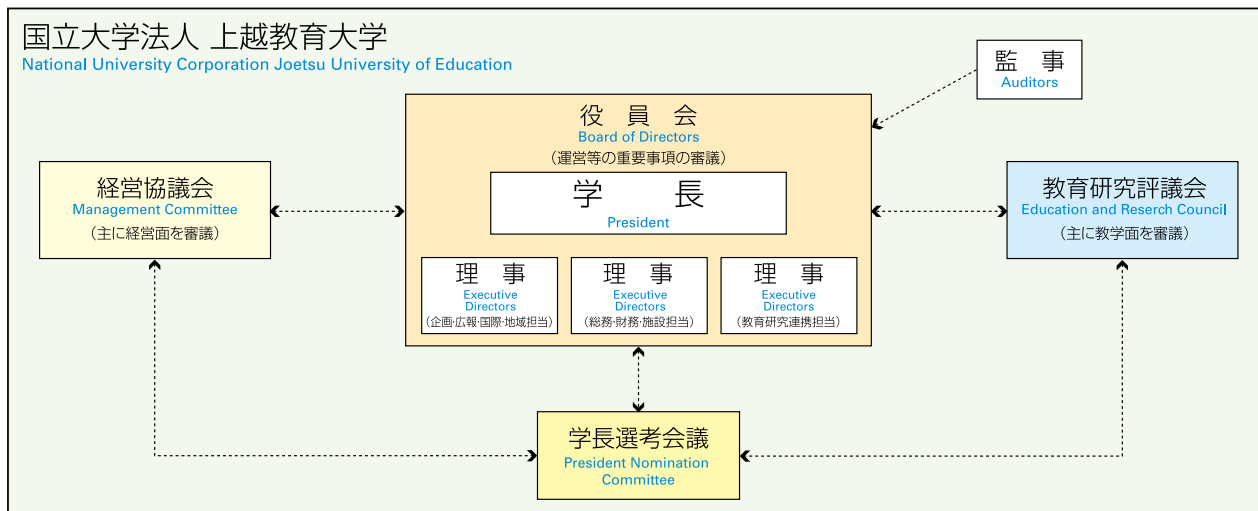 国立大学法人 上越教育大学
National University Corporation Joetsu University of Education
監 事
Auditors
役 員 会
Board of Directors
(運営等の重要事項の審議)
学 長
President
経営協議会
Management Committee
(主に経営面を審議)
教育研究評議会
Education and Reserch Council
(主に教学面を審議)
理 事
Executive
Directors
(企画・広報・国際・地域担当)
理 事
Executive
Directors
(総務・財務・施設担当)
理 事
Executive
Directors
(教育研究連携担当)
学長選考会議
President Nomination
Committee